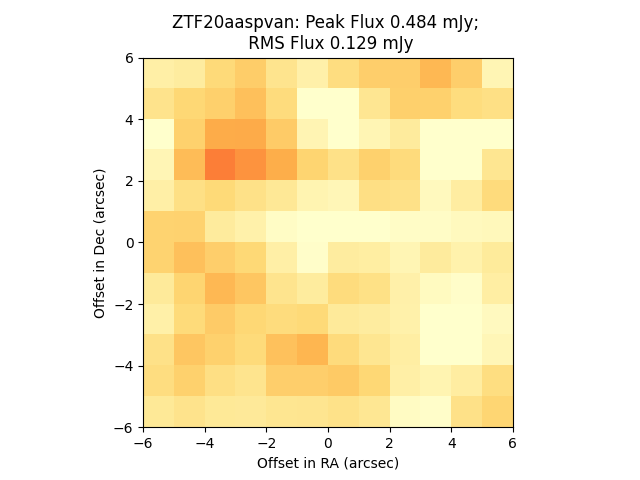 ZTF20aaspvan: Peak Flux 0.484 mJy;
RMS Flux 0.129 mJy
6
4
2
0
−2
−4
−6
Offset in Dec (arcsec)
−6 −4 −2 0 2 4 6
Offset in RA (arcsec)